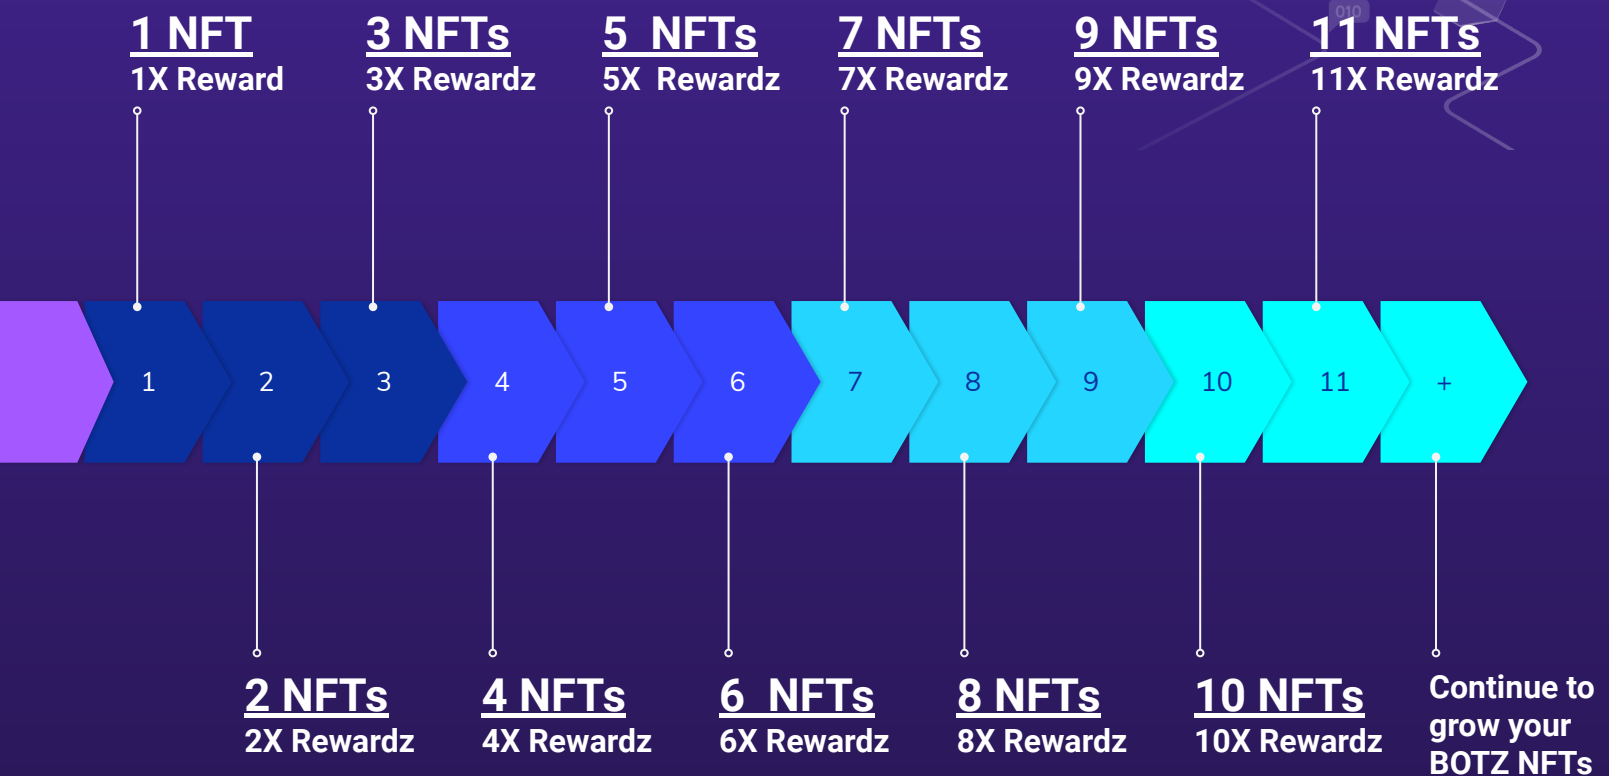 1 NFT
1X Reward
3 NFTs
3X Rewardz
5  NFTs
5X  Rewardz
7 NFTs
7X Rewardz
9 NFTs
9X Rewardz
11 NFTs
11X Rewardz
010
1
2
3
4
5
6
7
8
9
10
11
+
2 NFTs
2X Rewardz
4 NFTs
4X Rewardz
6  NFTs
6X Rewardz
8 NFTs
8X Rewardz
10 NFTs
10X Rewardz
Continue to
grow your
BOTZ NFTs